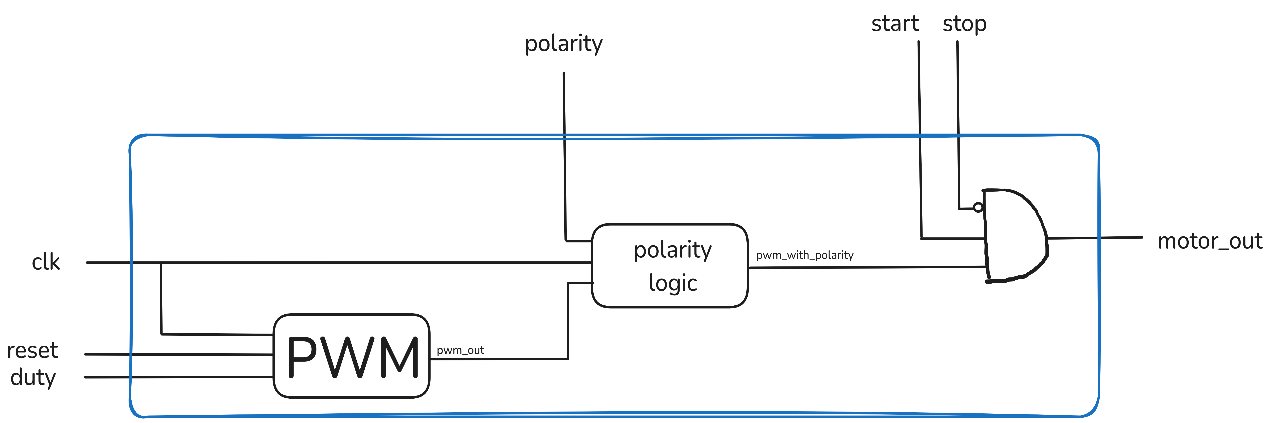 start stop
polarity
polarity
logic
clk
pwm_with_polarity
motor_out
reset
duty
PWM
pwm_out